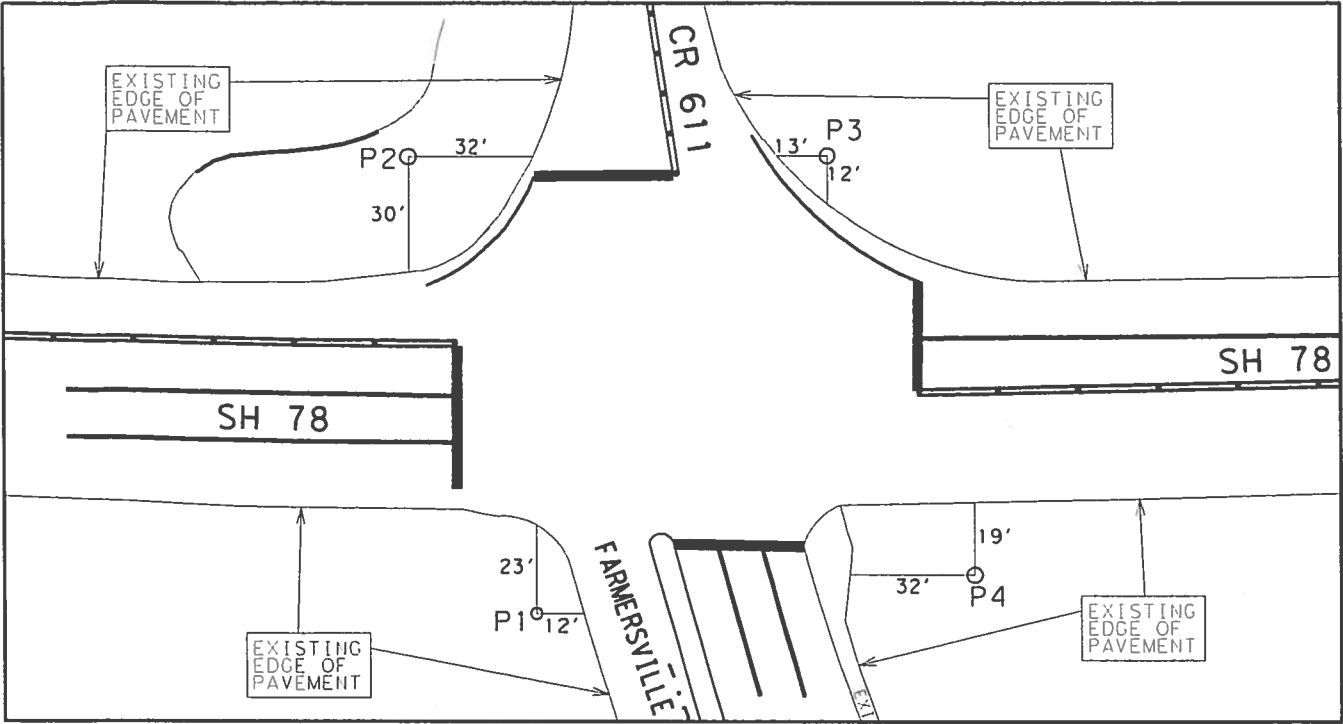 CR 611
EXISTING
EDGE OF
PAVEMENT
EXISTING
EDGE OF
PAVEMENT
P2
32'
30'
P3
13'
12'
SH 78
SH 78
23'
P1
12'
FARMERSVILLE
19'
32'
P4
EXISTING
EDGE OF
PAVEMENT
EXISTING
EDGE OF
PAVEMENT
EXI